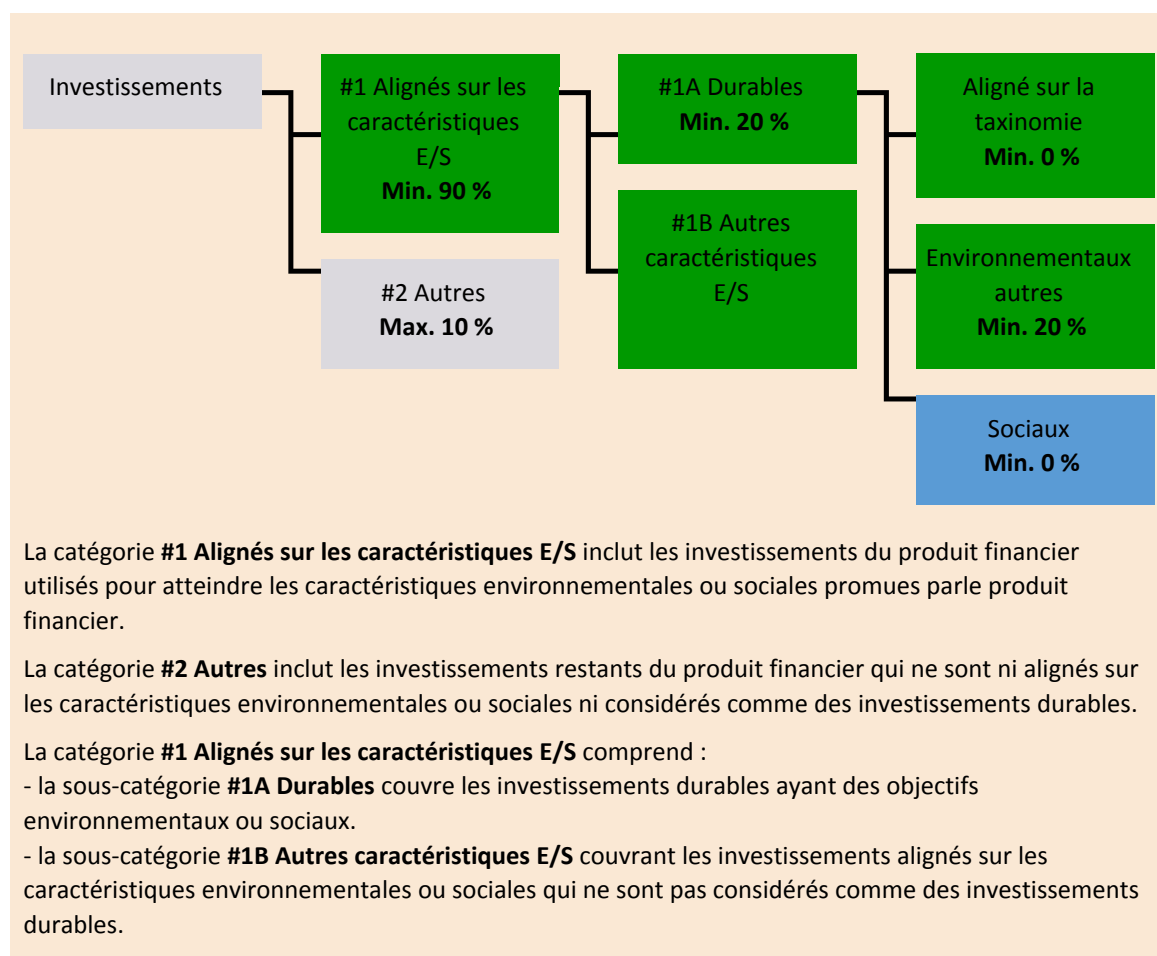 Investissements
#1 Alignés sur les
caractéristiques
E/S
Min. 90 %
#2 Autres
Max. 10 %
#1A Durables
Min. 20 %
#1B Autres
caractéristiques
E/S
Aligné sur la
taxinomie
Min. 0 %
Environnementaux
autres
Min. 20 %
Sociaux
Min. 0 %
La catégorie #1 Alignés sur les caractéristiques E/S inclut les investissements du produit financier
utilisés pour atteindre les caractéristiques environnementales ou sociales promues parle produit
financier.
La catégorie #2 Autres inclut les investissements restants du produit financier qui ne sont ni alignés sur
les caractéristiques environnementales ou sociales ni considérés comme des investissements durables.
La catégorie #1 Alignés sur les caractéristiques E/S comprend :
- la sous-catégorie #1A Durables couvre les investissements durables ayant des objectifs
environnementaux ou sociaux.
- la sous-catégorie #1B Autres caractéristiques E/S couvrant les investissements alignés sur les
caractéristiques environnementales ou sociales qui ne sont pas considérés comme des investissements
durables.